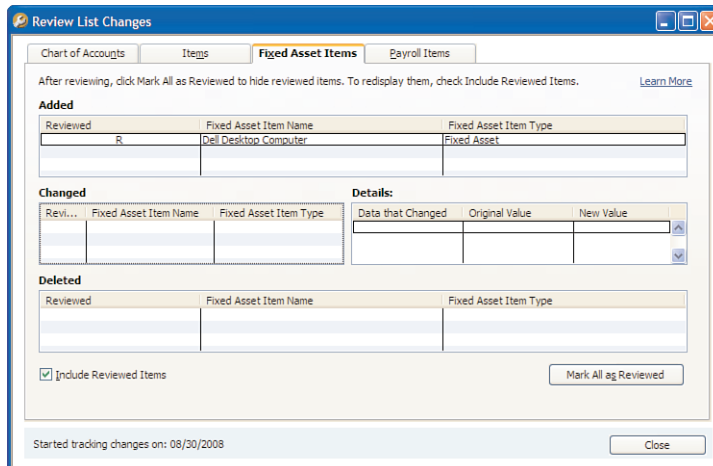 Review List Changes
Chart of Accounts Items Fixed Asset Items Payroll Items
After reviewing, click Mark All as Reviewed to hide reviewed items. To redisplay them, check Include Reviewed Items. Learn More
Added
Reviewed Fixed Asset Item Name Fixed Asset Item Type
R Dell Desktop Computer Fixed Asset
Changed Details:
Revi... Fixed Asset Item Name Fixed Asset Item Type Data that Changed Original Value New Value
Deleted
Reviewed Fixed Asset Item Name Fixed Asset Item Type
Include Reviewed Items Mark All as Reviewed
Started tracking changes on: 08/30/2008 Close